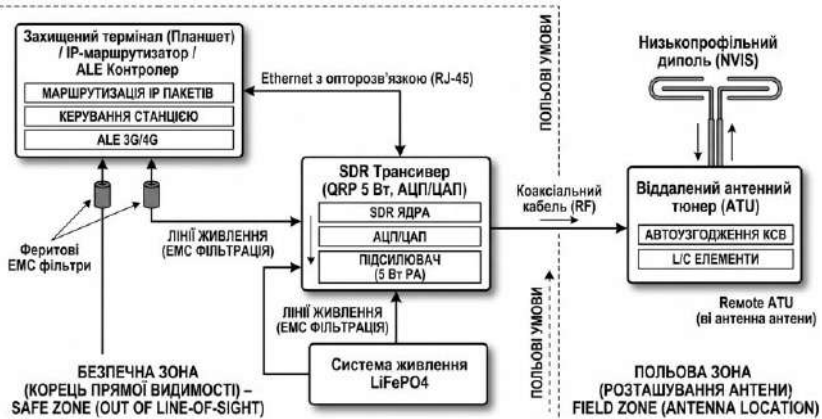 Захищений термінал (Планшет)
/ IP-маршрутизатор /
ALE Контролер
МАРШРУТИЗАЦІЯ IP ПАКЕТІВ
КЕРУВАННЯ СТАНЦІЄЮ
ALE 3G/4G
Ethernet з опторозв'язкою (RJ-45)
Феритові
EMC фільтри
ЛІНІЇ ЖИВЛЕННЯ
(EMC ФІЛЬТРАЦІЯ)
SDR Трансивер
(QRP 5 Вт, АЦП/ЦАП)
SDR ЯДРА
АЦП/ЦАП
ПІДСИЛЮВАЧ
(5 Вт PA)
ЛІНІЇ ЖИВЛЕННЯ
(EMC ФІЛЬТРАЦІЯ)
Система живлення
LiFePO4
БЕЗПЕЧНА ЗОНА
(КОРЕЦЬ ПРЯМОЇ ВИДИМОСТІ) –
SAFE ZONE (OUT OF LINE-OF-SIGHT)
ПОЛЬОВІ УМОВИ
ПОЛЬОВІ УМОВИ
Коаксіальний
кабель (RF)
Низькопрофільний
диполь (NVIS)
Віддалений антенний
тюнер (ATU)
АВТОУЗГОДЖЕННЯ КСВ
L/C ЕЛЕМЕНТИ
Remote ATU
(ві антенна антени)
ПОЛЬОВА ЗОНА
(РОЗТАШУВАННЯ АНТЕНИ)
FIELD ZONE (ANTENNA LOCATION)